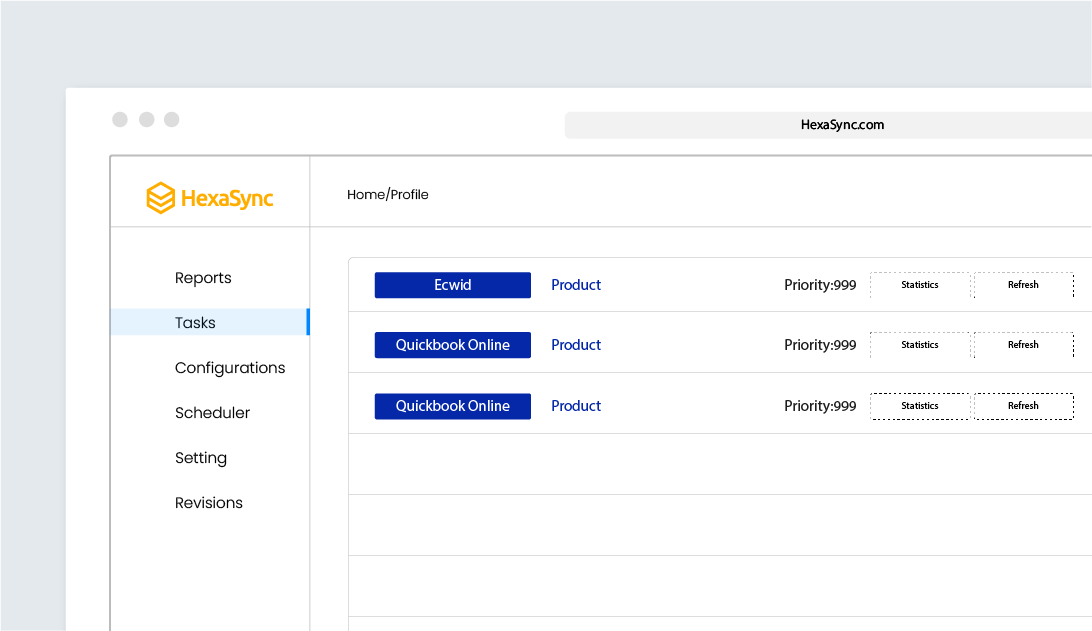 HexaSync.com
HexaSync
Home/Profile
Reports
Tasks
Configurations
Scheduler
Setting
Revisions
Ecwid Product Priority:999 Statistics Refresh
Quickbook Online Product Priority:999 Statistics Refresh
Quickbook Online Product Priority:999 Statistics Refresh